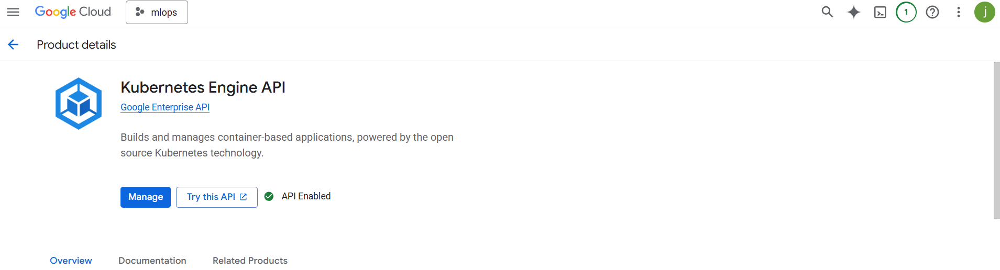 Google Cloud
mlops
1
j
Product details
Kubernetes Engine API
Google Enterprise API
Builds and manages container-based applications, powered by the open
source Kubernetes technology.
Manage
Try this API
API Enabled
Overview
Documentation
Related Products